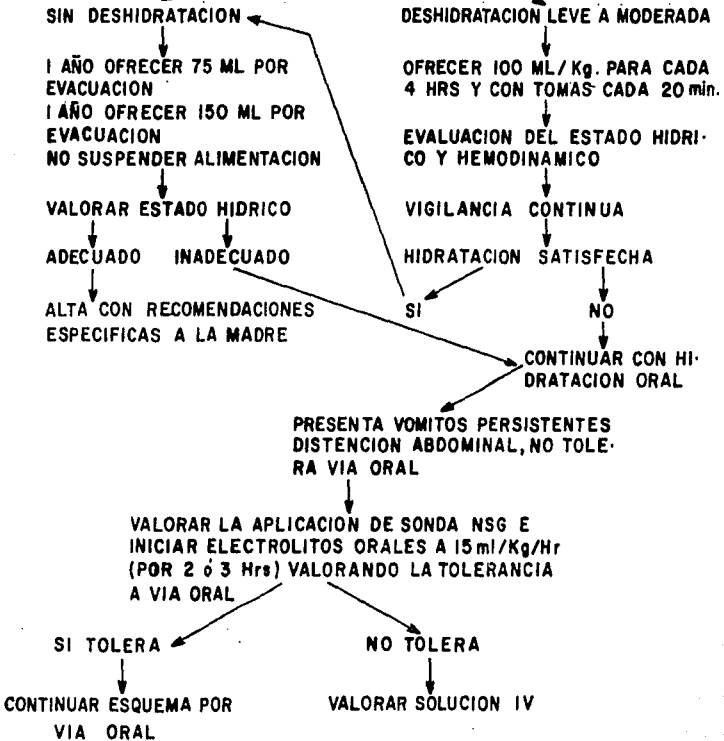 SIN DESHIDRATACION
1 AÑO OFRECER 75 ML POR
EVACUACION
1 AÑO OFRECER 150 ML POR
EVACUACION
NO SUSPENDER ALIMENTACION
VALORAR ESTADO HIDRICO
ADECUADO INADECUADO
ALTA CON RECOMENDACIONES
ESPECIFICAS A LA MADRE
DESHIDRATACION LEVE A MODERADA
OFRECER 100 ML/Kg. PARA CADA
4 HRS Y CON TOMAS CADA 20 min.
EVALUACION DEL ESTADO HIDRI-
CO Y HEMODINAMICO
VIGILANCIA CONTINUA
HIDRATACION SATISFECHA
SI NO
CONTINUAR CON HI-
DRATACION ORAL
PRESENTA VOMITOS PERSISTENTES
DISTENCION ABDOMINAL, NO TOLE-
RA VIA ORAL
VALORAR LA APLICACION DE SONDA NSG E
INICIAR ELECTROLITOS ORALES A 15 ml/Kg/Hr
(POR 2 ó 3 Hrs) VALORANDO LA TOLERANCIA
A VIA ORAL
SI TOLERA NO TOLERA
CONTINUAR ESQUEMA POR
VIA ORAL
VALORAR SOLUCION IV